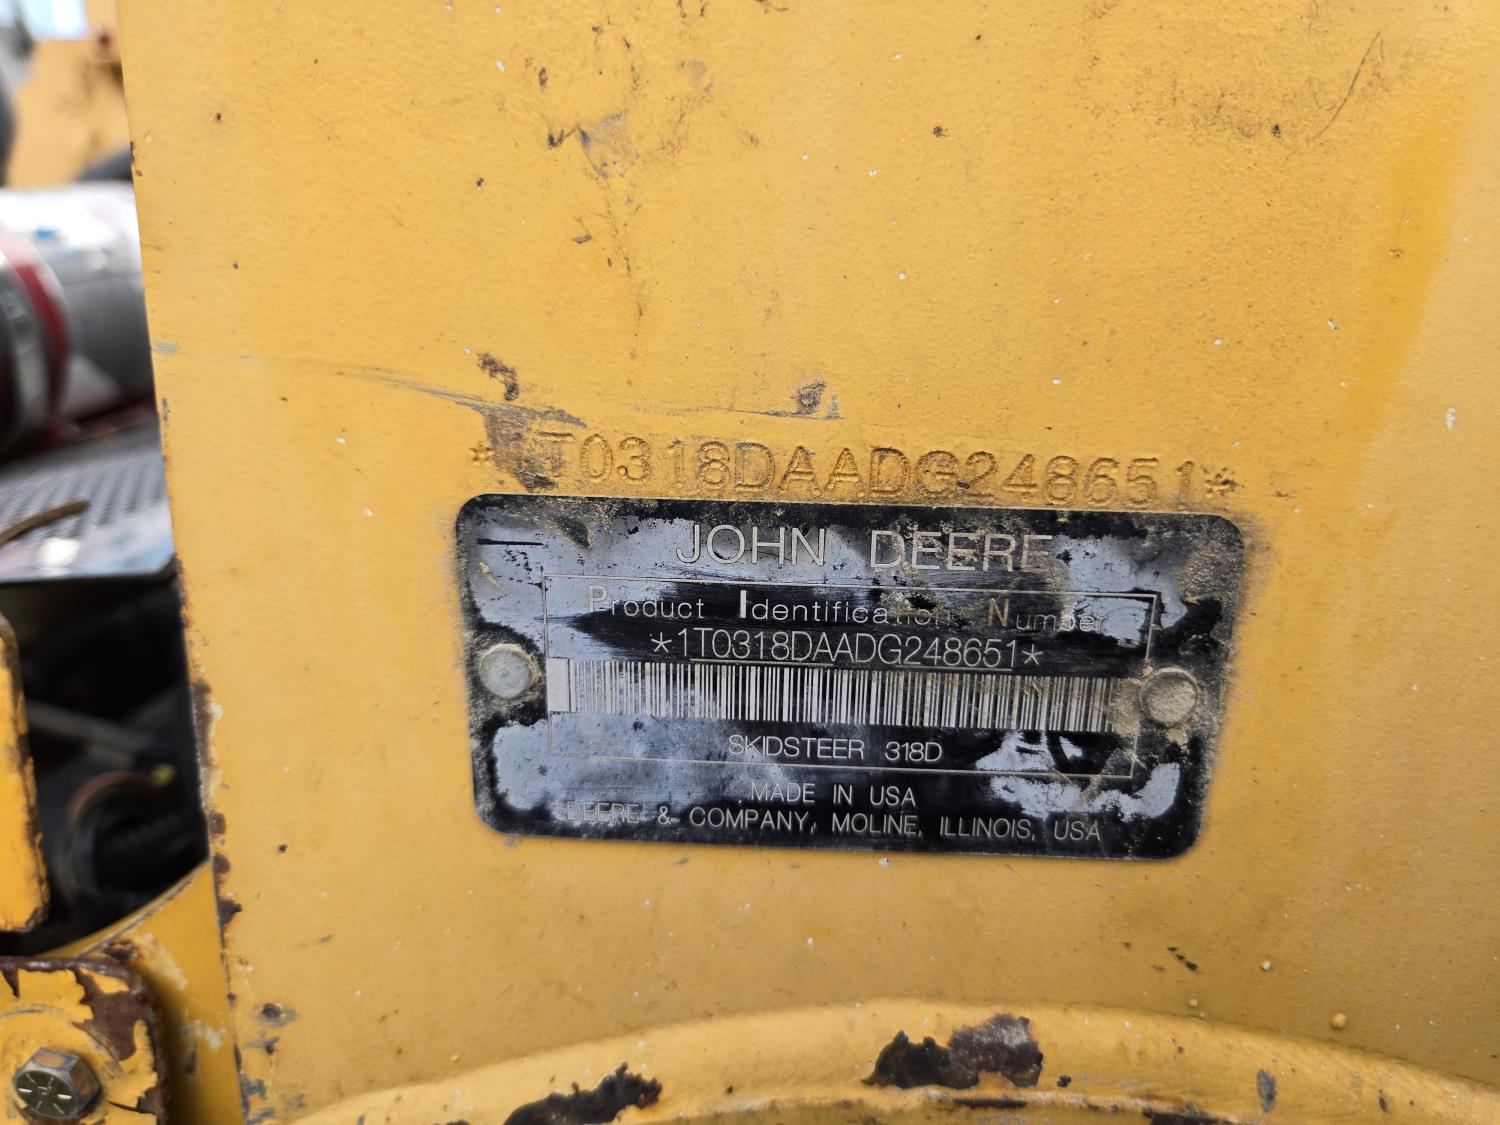 *1T0318DAADG248651*
JOHN DEERE
Product Identification Number
*1T0318DAADG248651*
SKIDSTEER 318D
MADE IN USA
DEERE & COMPANY, MOLINE, ILLINOIS, USA